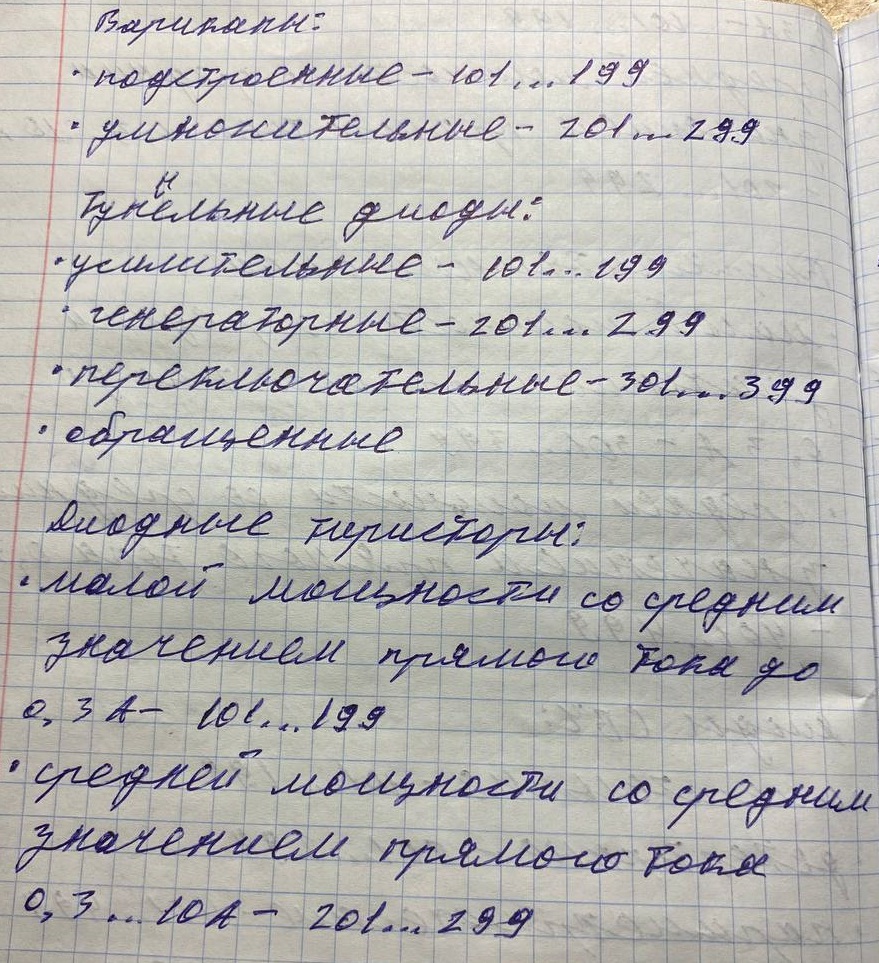 Варикапы:
· подстроенные - 101...199
· умножительные - 201...299
Туннельные диоды:
· усилительные - 101...199
· генераторные - 201...299
· переключательные - 301...399
· обращенные
Диодные тиристоры:
· малой мощности со средним
значением прямого тока до
0,3 А - 101...199
· средней мощности со средним
значением прямого тока
0,3...10А - 201...299